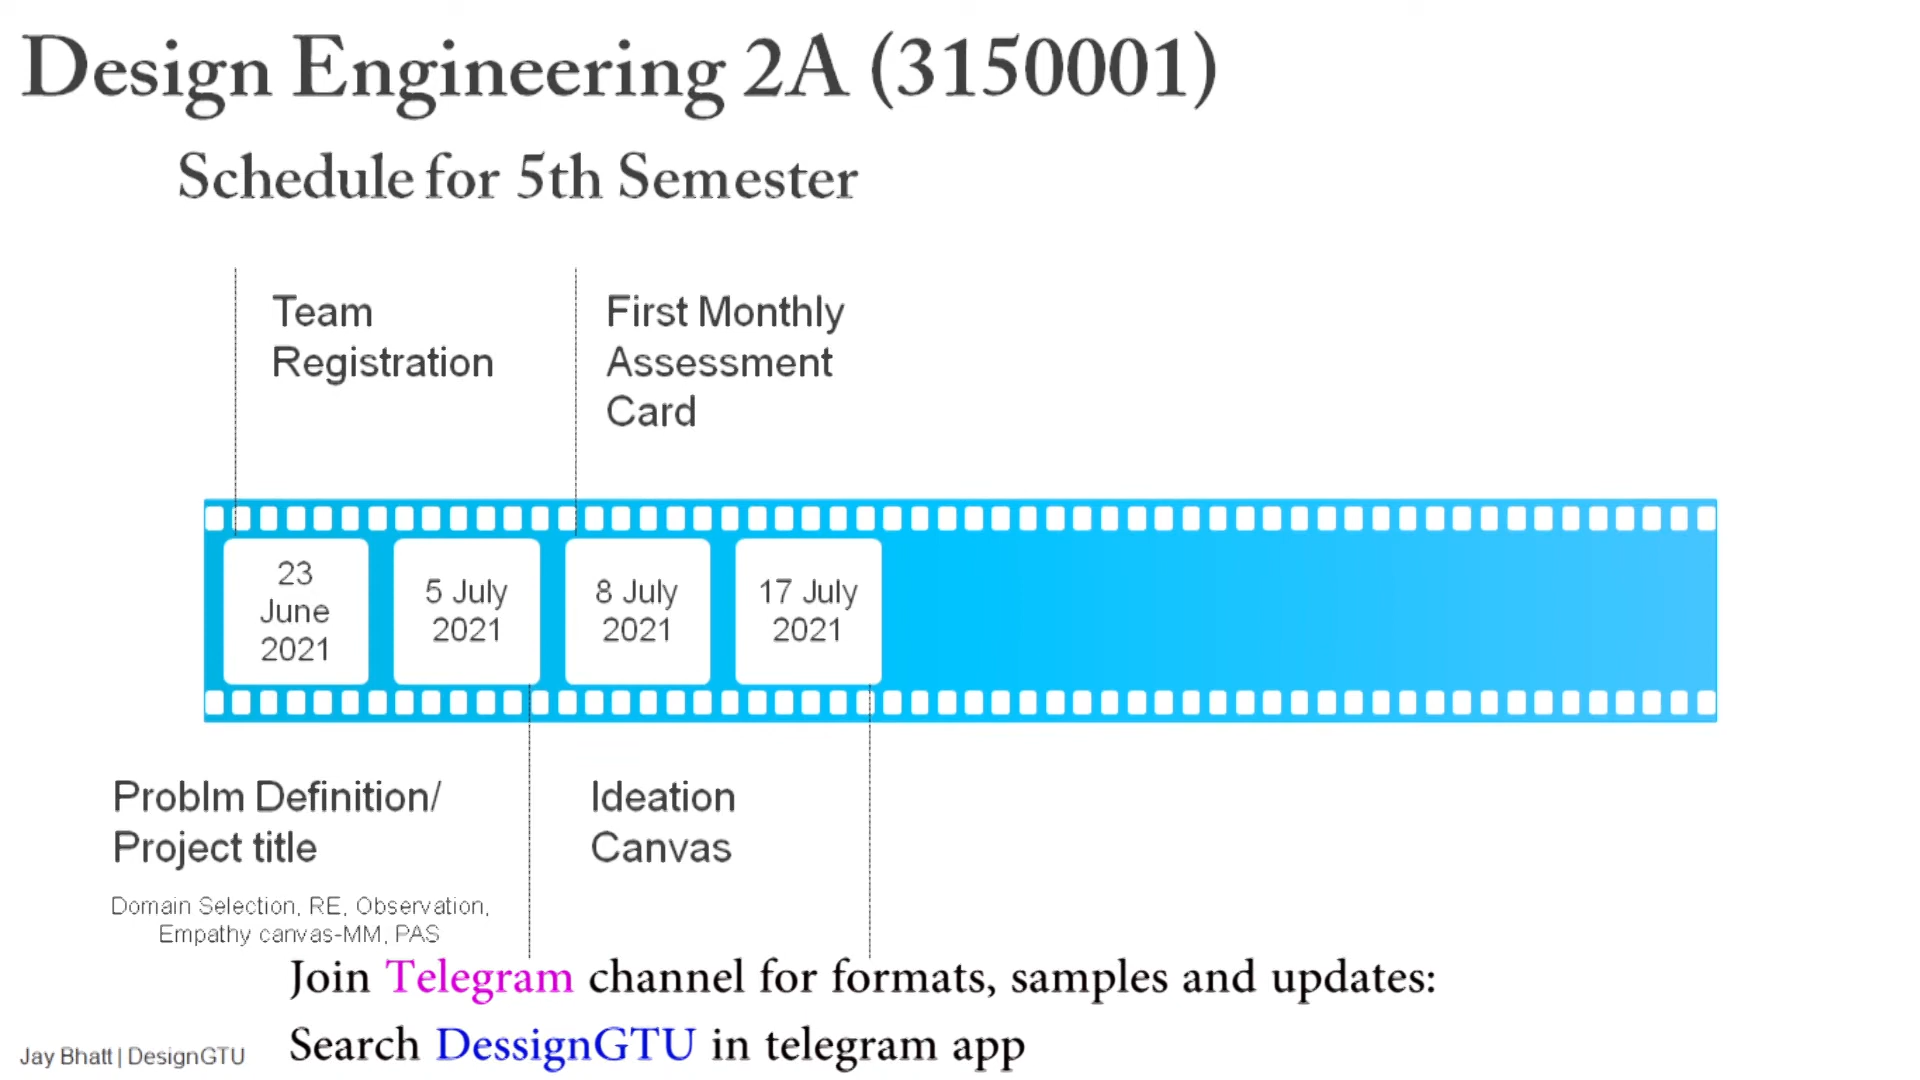 Design Engineering 2A (3150001)
Schedule for 5th Semester
Team
Registration
First Monthly
Assessment
Card
23
June
2021
5 July
2021
8 July
2021
17 July
2021
Problm Definition/
Project title
Domain Selection, RE, Observation,
Empathy canvas-MM, PAS
Ideation
Canvas
Join Telegram channel for formats, samples and updates:
Search DessignGTU in telegram app
Jay Bhatt | DesignGTU